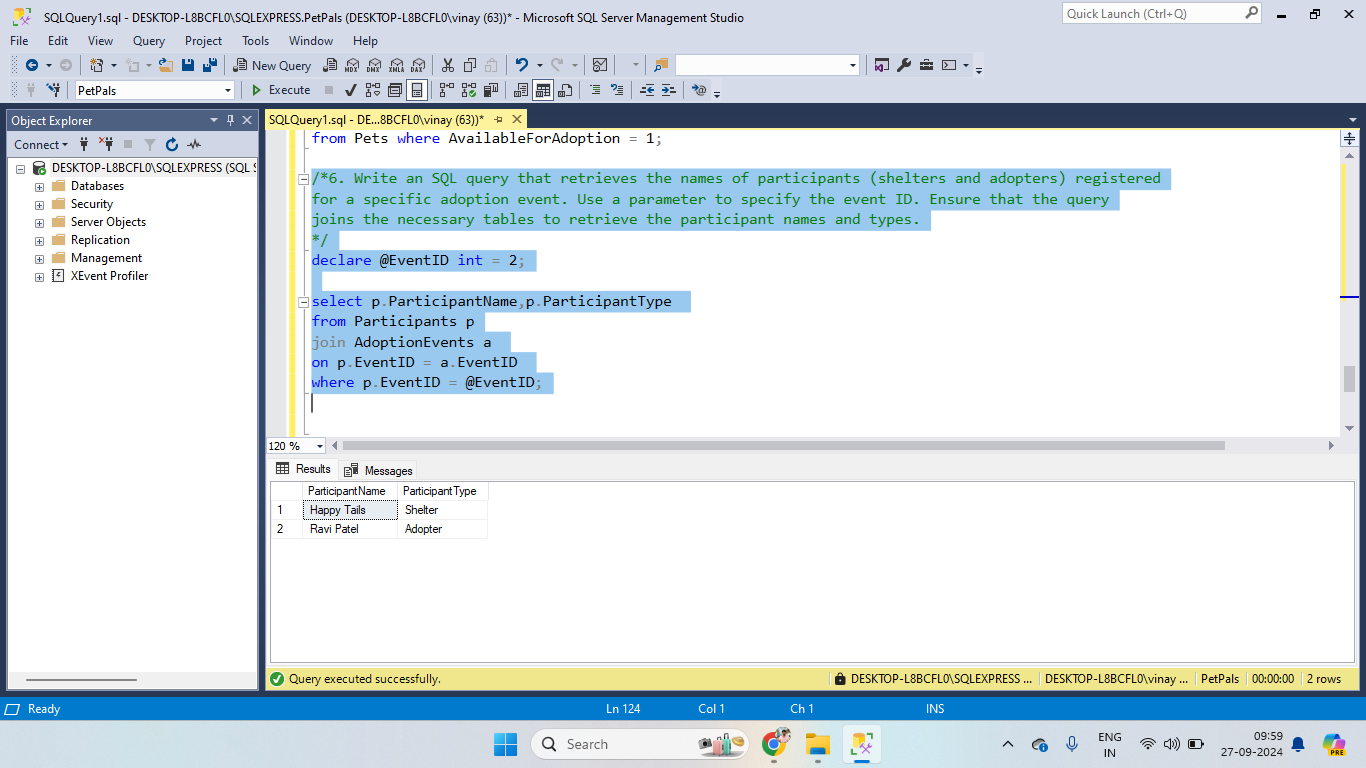 SQLQuery1.sql - DESKTOP-L8BCFL0\SQLEXPRESS.PetPals (DESKTOP-L8BCFL0\vinay (63))* - Microsoft SQL Server Management Studio
Quick Launch (Ctrl+Q)
File Edit View Query Project Tools Window Help
New Query MDX DMX XMLA DAX
PetPals Execute
Object Explorer
SQLQuery1.sql - DE...8BCFL0\vinay (63))*
Connect
DESKTOP-L8BCFL0\SQLEXPRESS (SQL S
Databases
Security
Server Objects
Replication
Management
XEvent Profiler
from Pets where AvailableForAdoption = 1;
/*6. Write an SQL query that retrieves the names of participants (shelters and adopters) registered
for a specific adoption event. Use a parameter to specify the event ID. Ensure that the query
joins the necessary tables to retrieve the participant names and types.
*/
declare @EventID int = 2;
select p.ParticipantName,p.ParticipantType
from Participants p
join AdoptionEvents a
on p.EventID = a.EventID
where p.EventID = @EventID;
120 %
Results Messages
ParticipantName ParticipantType
1 Happy Tails Shelter
2 Ravi Patel Adopter
Query executed successfully. DESKTOP-L8BCFL0\SQLEXPRESS ... DESKTOP-L8BCFL0\vinay ... PetPals 00:00:00 2 rows
Ready Ln 124 Col 1 Ch 1 INS
Search
ENG
IN
09:59
27-09-2024
PRE